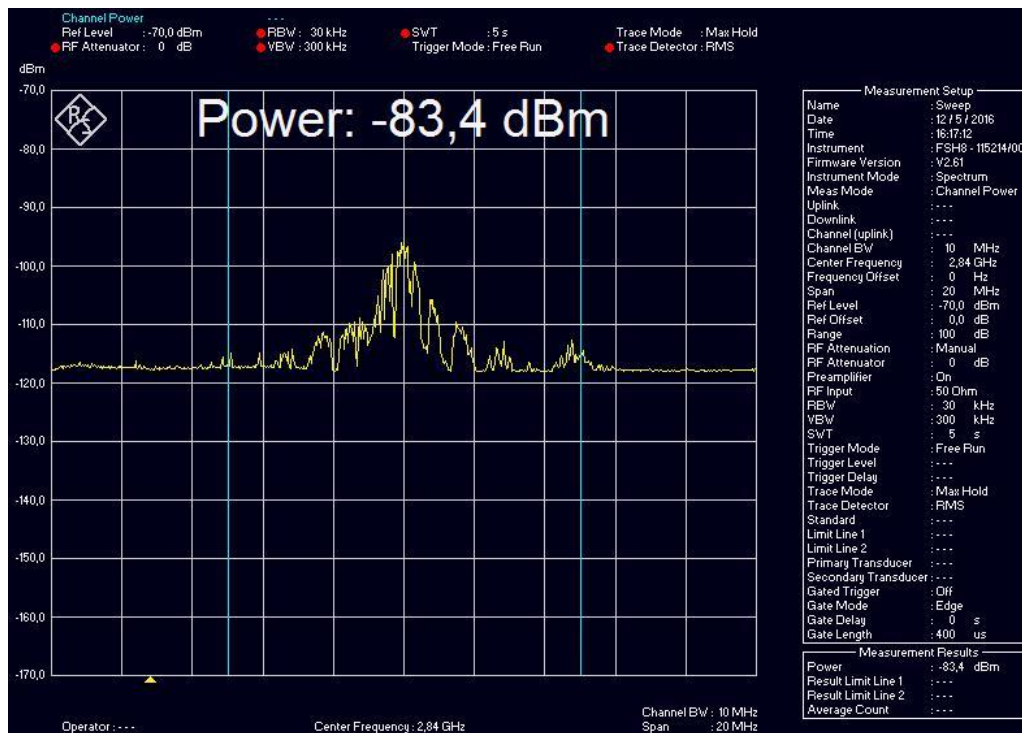 Channel Power - - -
Ref Level : -70,0 dBm RBW : 30 kHz SWT : 5 s Trace Mode : Max Hold
RF Attenuator : 0 dB VBW : 300 kHz Trigger Mode : Free Run Trace Detector : RMS
dBm
-70,0
R&S
Power: -83,4 dBm
-80,0
-90,0
-100,0
-110,0
-120,0
-130,0
-140,0
-150,0
-160,0
-170,0
Channel BW : 10 MHz
Operator : - - - Center Frequency : 2,84 GHz Span : 20 MHz
Measurement Setup
Name : Sweep
Date : 12 / 5 / 2016
Time : 16:17:12
Instrument : FSH8 - 115214/00
Firmware Version : V2.61
Instrument Mode : Spectrum
Meas Mode : Channel Power
Uplink : - - -
Downlink : - - -
Channel (uplink) : - - -
Channel BW : 10 MHz
Center Frequency : 2,84 GHz
Frequency Offset : 0 Hz
Span : 20 MHz
Ref Level : -70,0 dBm
Ref Offset : 0,0 dB
Range : 100 dB
RF Attenuation : Manual
RF Attenuator : 0 dB
Preamplifier : On
RF Input : 50 Ohm
RBW : 30 kHz
VBW : 300 kHz
SWT : 5 s
Trigger Mode : Free Run
Trigger Level : - - -
Trigger Delay : - - -
Trace Mode : Max Hold
Trace Detector : RMS
Standard : - - -
Limit Line 1 : - - -
Limit Line 2 : - - -
Primary Transducer : - - -
Secondary Transducer : - - -
Gated Trigger : Off
Gate Mode : Edge
Gate Delay : 0 s
Gate Length : 400 us
Measurement Results
Power : -83,4 dBm
Result Limit Line 1 : - - -
Result Limit Line 2 : - - -
Average Count : - - -